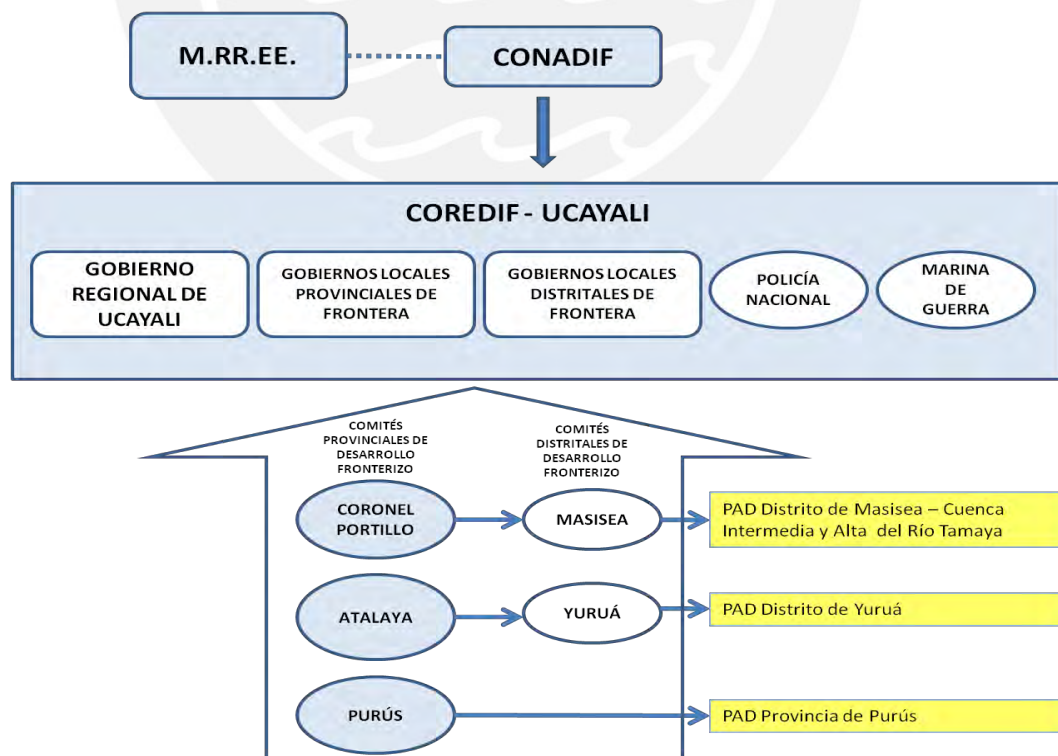 M.RR.EE.
CONADIF
COREDIF - UCAYALI
GOBIERNO
REGIONAL DE
UCAYALI
GOBIERNOS LOCALES
PROVINCIALES DE
FRONTERA
GOBIERNOS LOCALES
DISTRITALES DE
FRONTERA
POLICÍA
NACIONAL
MARINA
DE
GUERRA
COMITÉS
PROVINCIALES DE
DESARROLLO
FRONTERIZO
COMITÉS
DISTRITALES DE
DESARROLLO
FRONTERIZO
CORONEL
PORTILLO
MASISEA
PAD Distrito de Masisea – Cuenca
Intermedia y Alta del Río Tamaya
ATALAYA
YURUÁ
PAD Distrito de Yuruá
PURÚS
PAD Provincia de Purús